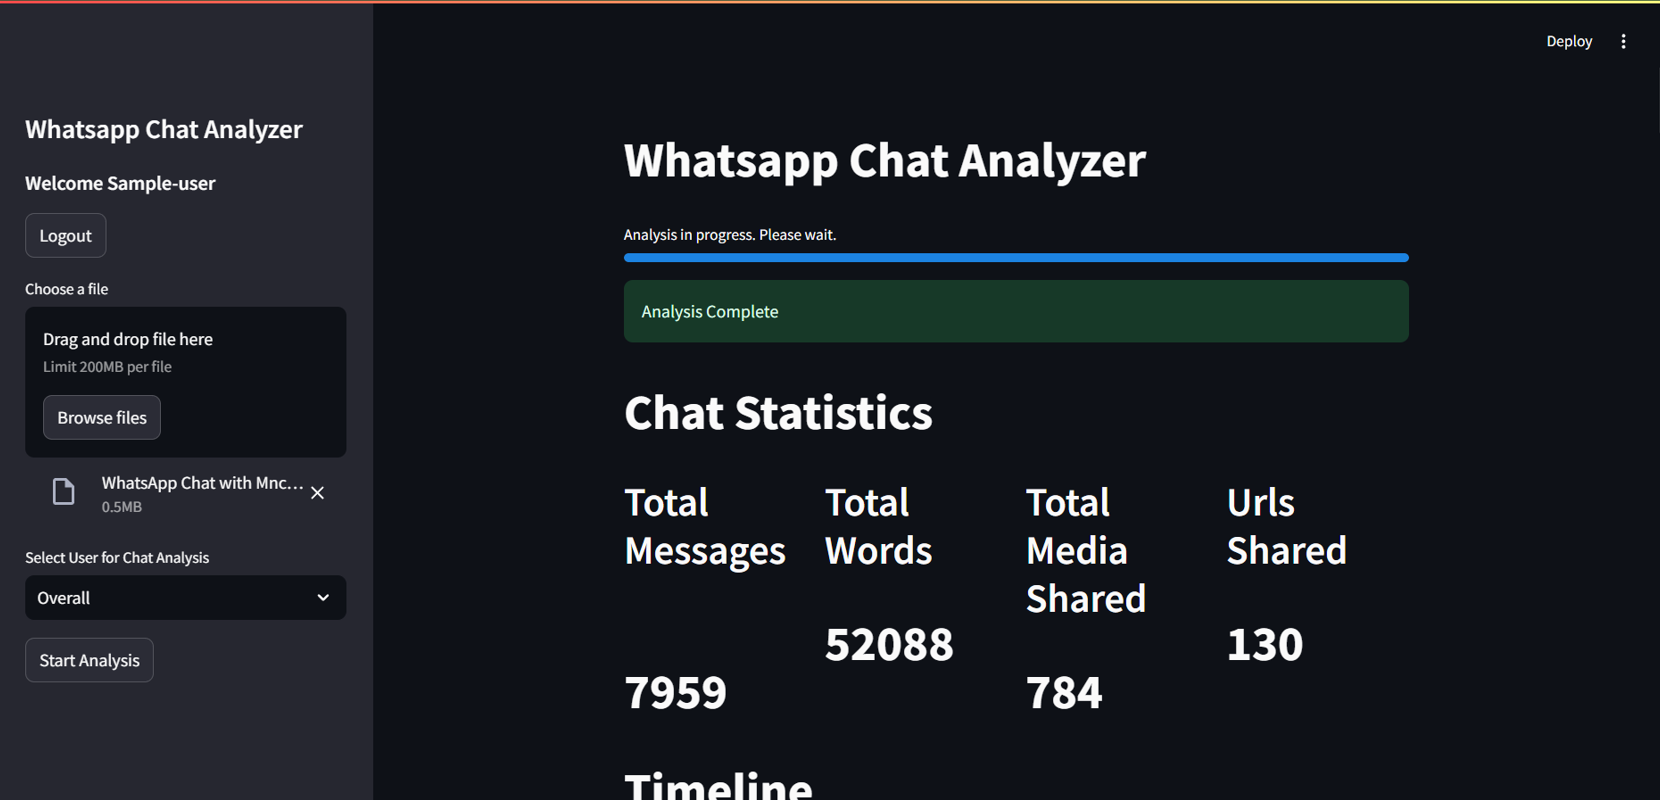 Deploy
Whatsapp Chat Analyzer
Welcome Sample-user
Logout
Choose a file
Drag and drop file here
Limit 200MB per file
Browse files
WhatsApp Chat with Mnc...
0.5MB
Select User for Chat Analysis
Overall
Start Analysis
Whatsapp Chat Analyzer
Analysis in progress. Please wait.
Analysis Complete
Chat Statistics
Total
Messages
7959
Total
Words
52088
Total
Media
Shared
784
Urls
Shared
130
Timeline